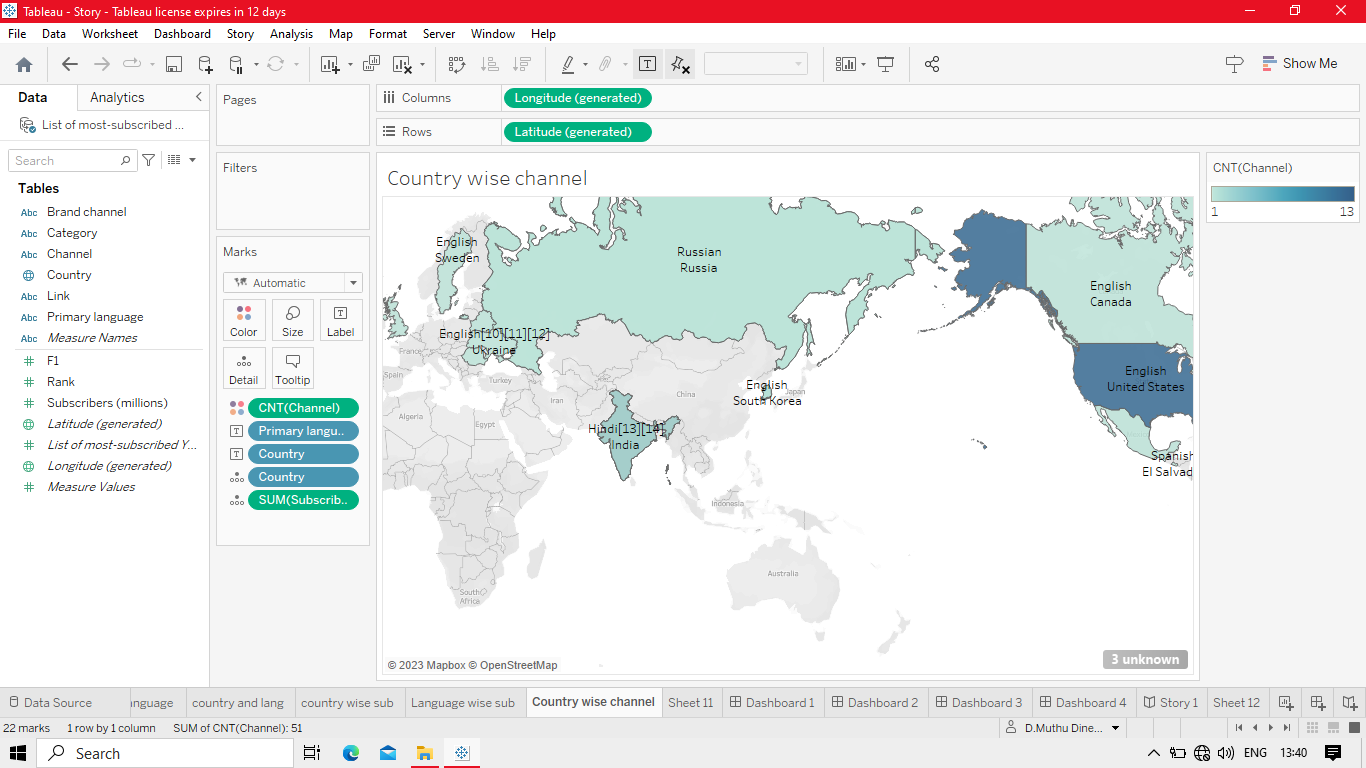 Tableau - Story - Tableau license expires in 12 days
File Data Worksheet Dashboard Story Analysis Map Format Server Window Help
Show Me
Data Analytics
List of most-subscribed ...
Search
Tables
Abc Brand channel
Abc Category
Abc Channel
Country
Abc Link
Abc Primary language
Abc Measure Names
F1
Rank
Subscribers (millions)
Latitude (generated)
List of most-subscribed Y...
Longitude (generated)
Measure Values
Pages
Filters
Marks
Automatic
Color Size Label
Detail Tooltip
CNT(Channel)
Primary langu..
Country
Country
SUM(Subscrib..
Columns Longitude (generated)
Rows Latitude (generated)
Country wise channel
English
Sweden
Russian
Russia
English
Canada
English[10][11][12]
Ukraine
France
Spain
Turkey
Algeria
Egypt
Iran
China
Japan
English
South Korea
English
United States
Hindi[13][14]
India
Spanish
El Salvad
Indonesia
Australia
South
Africa
© 2023 Mapbox © OpenStreetMap
3 unknown
CNT(Channel)
1 13
Data Source nguage country and lang country wise sub Language wise sub Country wise channel Sheet 11 Dashboard 1 Dashboard 2 Dashboard 3 Dashboard 4 Story 1 Sheet 12
22 marks 1 row by 1 column SUM of CNT(Channel): 51 D.Muthu Dine...
Search ENG 13:40